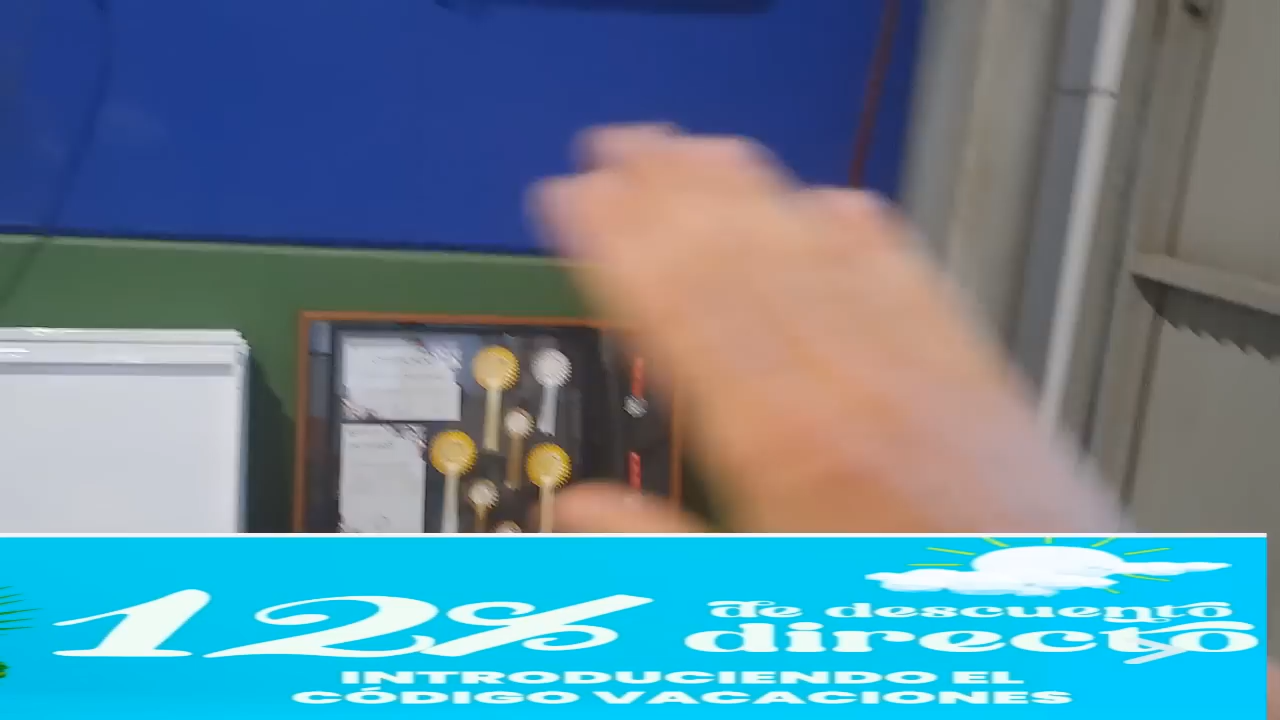 12% de descuento
directo
INTRODUCIENDO EL
CÓDIGO VACACIONES